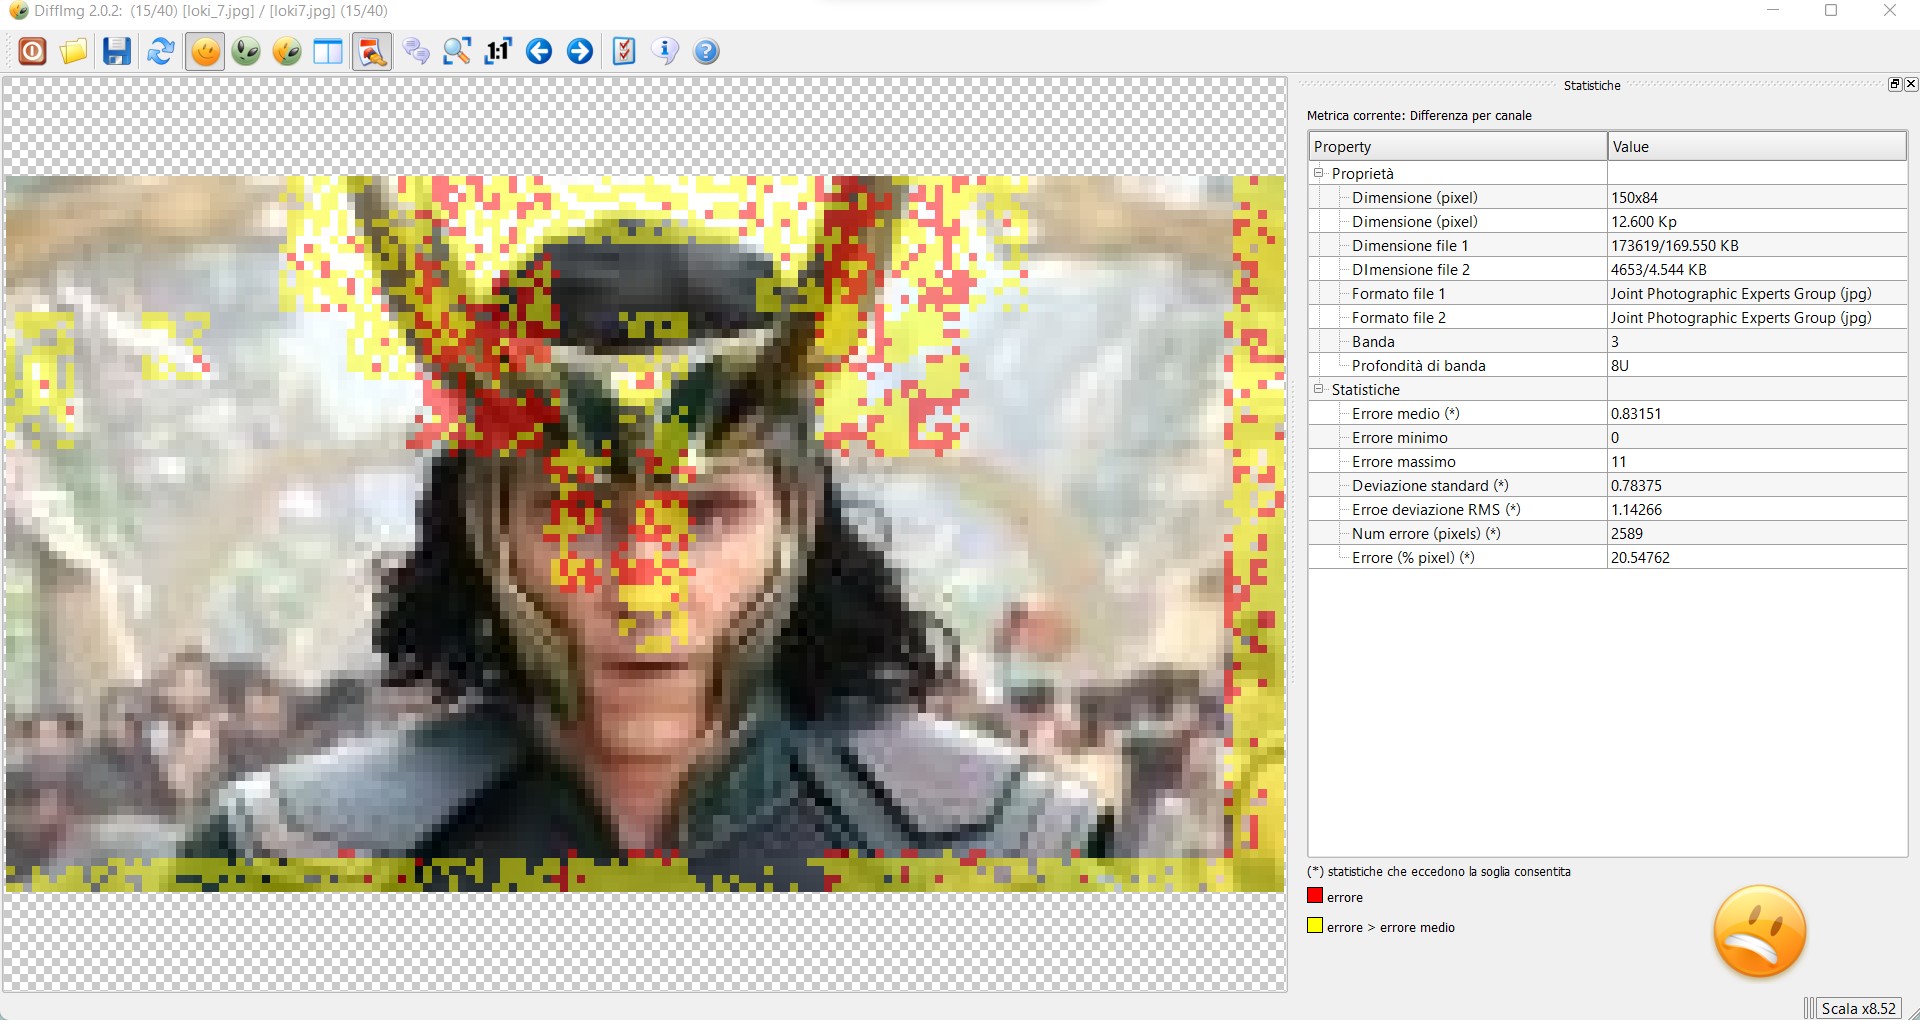 DiffImg 2.0.2: (15/40) [loki_7.jpg] / [loki7.jpg] (15/40)
1:1
Statistiche
Metrica corrente: Differenza per canale
Property Value
Proprietà
Dimensione (pixel) 150x84
Dimensione (pixel) 12.600 Kp
Dimensione file 1 173619/169.550 KB
DImensione file 2 4653/4.544 KB
Formato file 1 Joint Photographic Experts Group (jpg)
Formato file 2 Joint Photographic Experts Group (jpg)
Banda 3
Profondità di banda 8U
Statistiche
Errore medio (*) 0.83151
Errore minimo 0
Errore massimo 11
Deviazione standard (*) 0.78375
Erroe deviazione RMS (*) 1.14266
Num errore (pixels) (*) 2589
Errore (% pixel) (*) 20.54762
(*) statistiche che eccedono la soglia consentita
errore
errore > errore medio
Scala x8.52